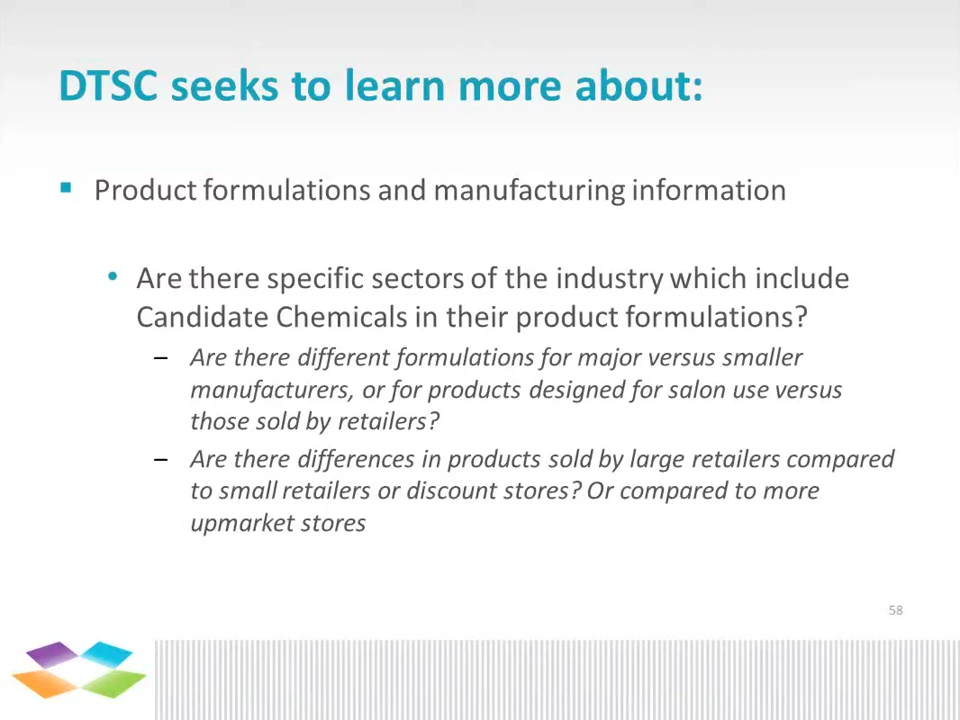 DTSC seeks to learn more about:
▪ Product formulations and manufacturing information
• Are there specific sectors of the industry which include
Candidate Chemicals in their product formulations?
– Are there different formulations for major versus smaller
manufacturers, or for products designed for salon use versus
those sold by retailers?
– Are there differences in products sold by large retailers compared
to small retailers or discount stores? Or compared to more
upmarket stores
58